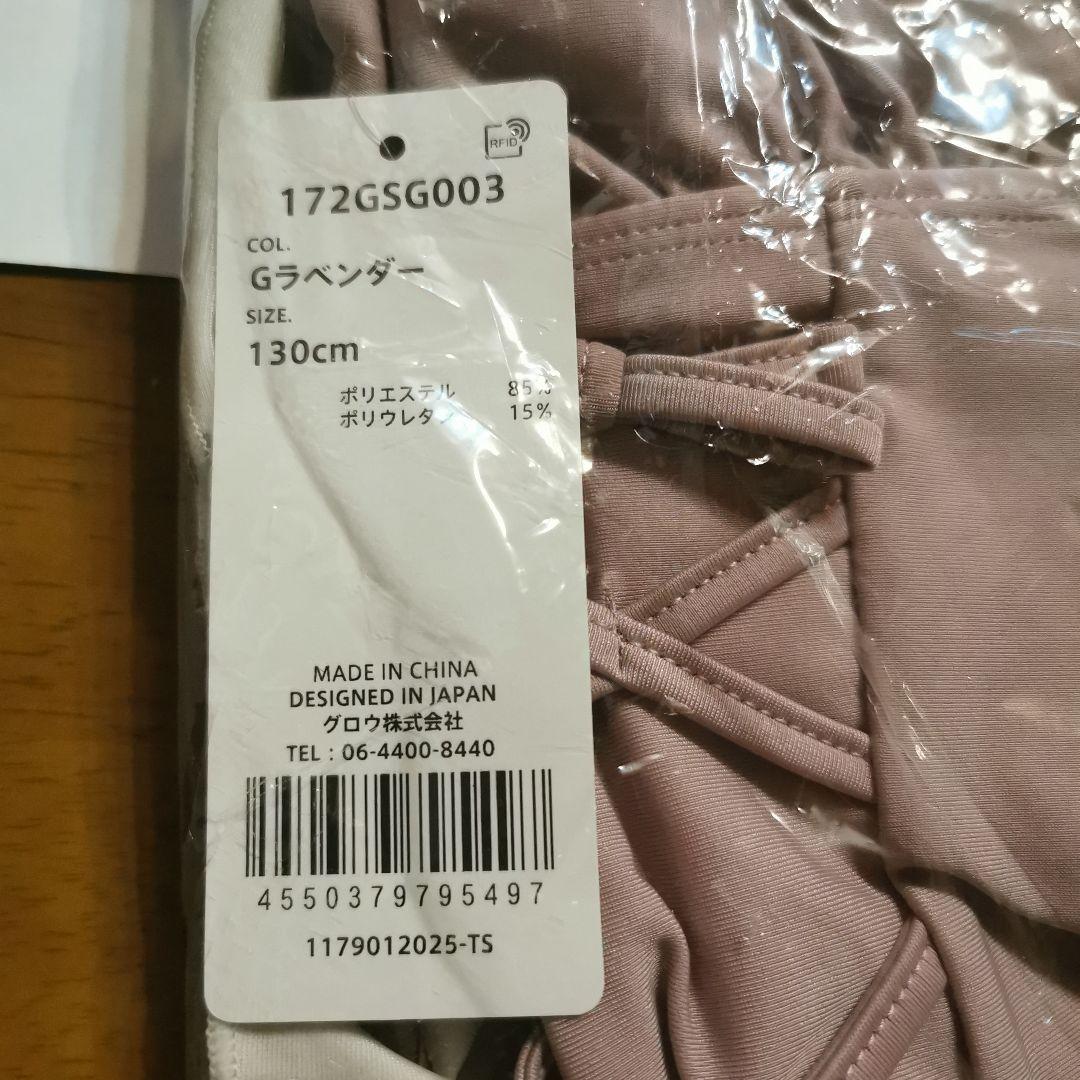 RFID
172GSG003
COL.
Gラベンダー
SIZE.
130cm
ポリエステル 85%
ポリウレタン 15%
MADE IN CHINA
DESIGNED IN JAPAN
グロウ株式会社
TEL : 06-4400-8440
4550379795497
1179012025-TS